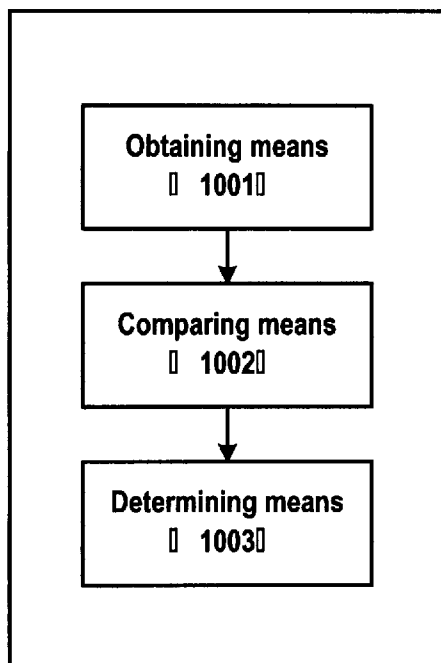 Obtaining means
▯ 1001▯
Comparing means
▯ 1002▯
Determining means
▯ 1003▯